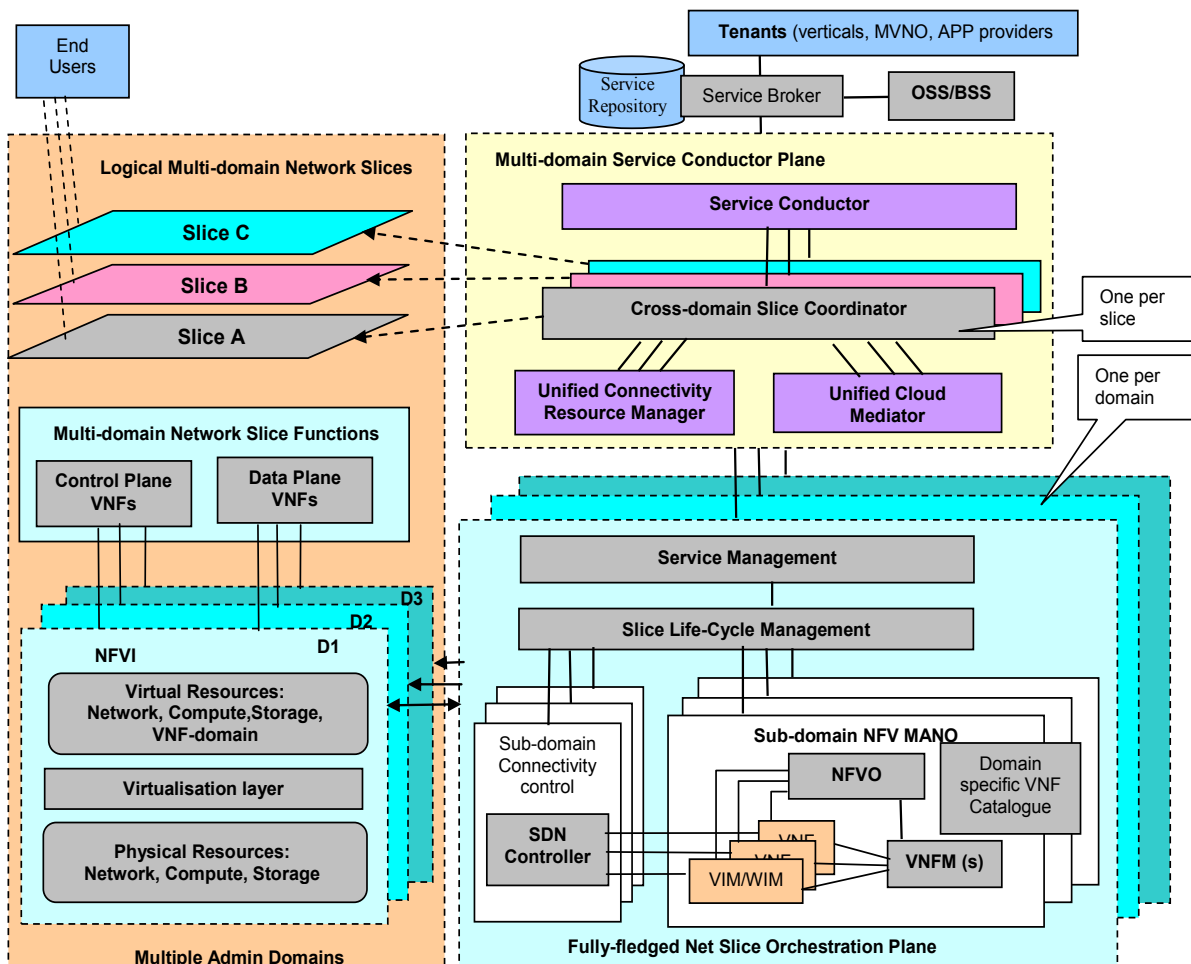 End
Users
Tenants (verticals, MVNO, APP providers
Service
Repository
Service Broker
OSS/BSS
Logical Multi-domain Network Slices
Slice C
Slice B
Slice A
Multi-domain Service Conductor Plane
Service Conductor
Cross-domain Slice Coordinator
Unified Connectivity
Resource Manager
Unified Cloud
Mediator
One per
slice
One per
domain
Multi-domain Network Slice Functions
Control Plane
VNFs
Data Plane
VNFs
D3
D2
D1
NFVI
Virtual Resources:
Network, Compute,Storage,
VNF-domain
Virtualisation layer
Physical Resources:
Network, Compute, Storage
Multiple Admin Domains
Service Management
Slice Life-Cycle Management
Sub-domain
Connectivity
control
SDN
Controller
Sub-domain NFV MANO
NFVO
Domain
specific VNF
Catalogue
VNF
VNF
VIM/WIM
VNFM (s)
Fully-fledged Net Slice Orchestration Plane